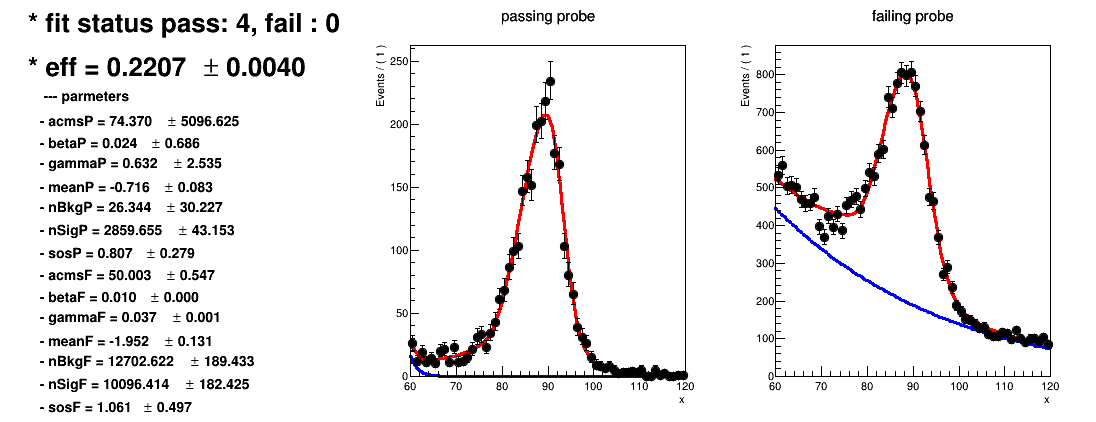 * fit status pass: 4, fail : 0
* eff = 0.2207 ± 0.0040
--- parmeters
- acmsP = 74.370 ± 5096.625
- betaP = 0.024 ± 0.686
- gammaP = 0.632 ± 2.535
- meanP = -0.716 ± 0.083
- nBkgP = 26.344 ± 30.227
- nSigP = 2859.655 ± 43.153
- sosP = 0.807 ± 0.279
- acmsF = 50.003 ± 0.547
- betaF = 0.010 ± 0.000
- gammaF = 0.037 ± 0.001
- meanF = -1.952 ± 0.131
- nBkgF = 12702.622 ± 189.433
- nSigF = 10096.414 ± 182.425
- sosF = 1.061 ± 0.497
passing probe
Events / ( 1 )
250
200
150
100
50
0
60 70 80 90 100 110 120
x
failing probe
Events / ( 1 )
800
700
600
500
400
300
200
100
0
60 70 80 90 100 110 120
x